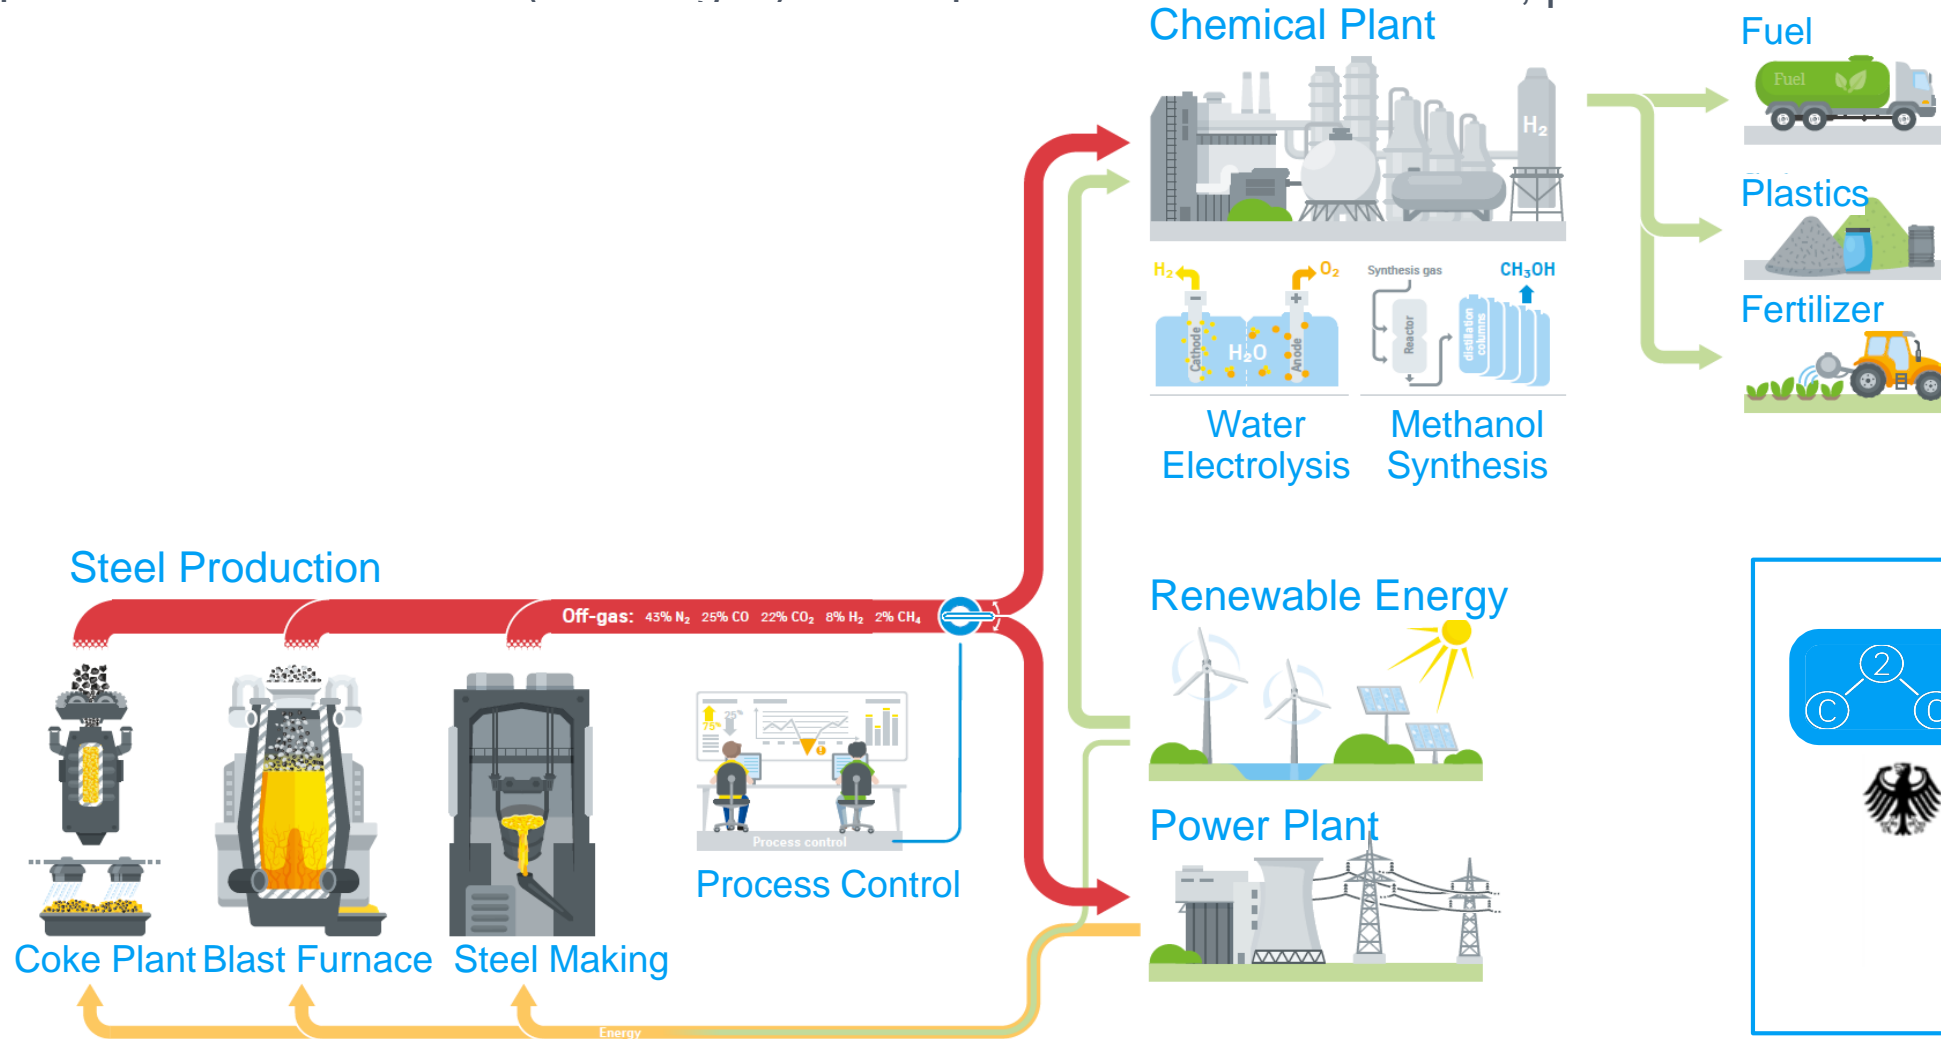 Chemical Plant
Fuel
Fuel
H₂
Plastics
H₂
O₂
Synthesis gas
CH₃OH
Cathode
H₂O
Anode
Reactor
distillation
columns
Fertilizer
Water
Electrolysis
Methanol
Synthesis
Steel Production
Off-gas: 43% N₂ 25% CO 22% CO₂ 8% H₂ 2% CH₄
Renewable Energy
2
C
75%
25%
Process control
Process Control
Power Plant
Coke Plant
Blast Furnace
Steel Making
Energy